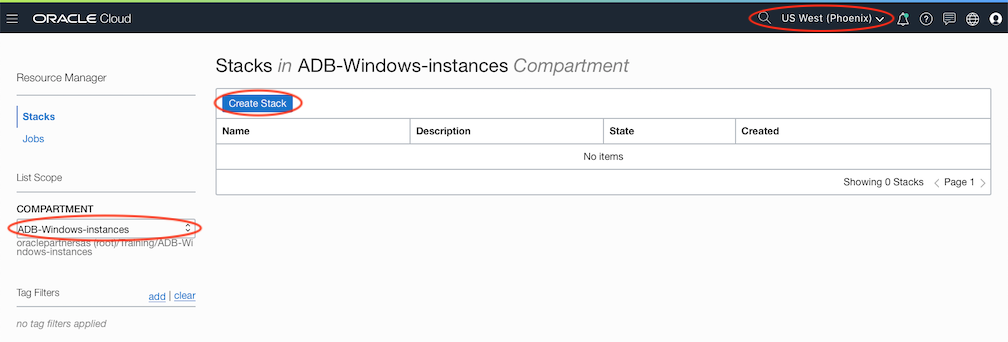 ORACLE Cloud
US West (Phoenix)
Resource Manager
Stacks
Jobs
List Scope
COMPARTMENT
ADB-Windows-instances
oraclepartnersas (root)/Training/ADB-Wi
ndows-instances
Tag Filters
add | clear
no tag filters applied
Stacks in ADB-Windows-instances Compartment
Create Stack
Name Description State Created
No items
Showing 0 Stacks < Page 1 >